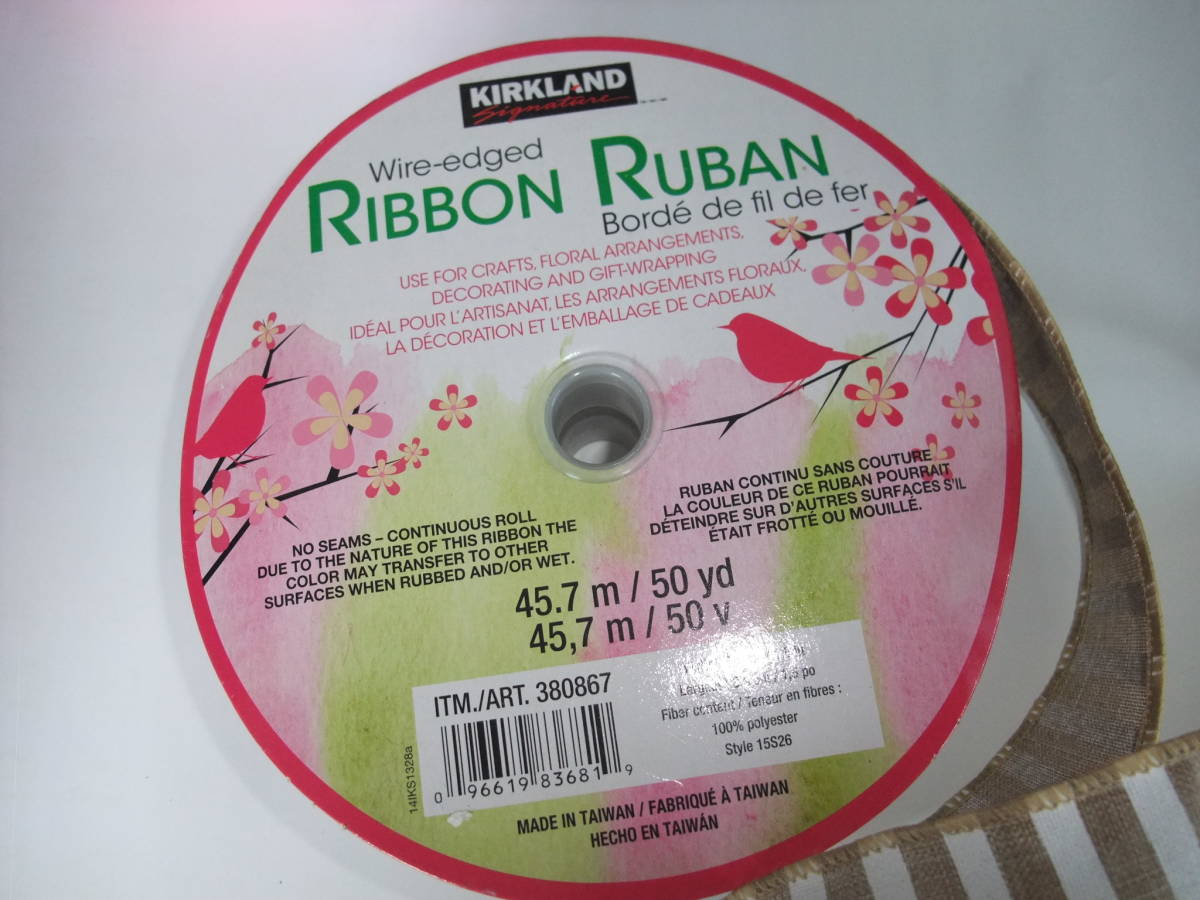 KIRKLAND
Signature
Wire-edged
RIBBON
RUBAN
Bordé de fil de fer
USE FOR CRAFTS, FLORAL ARRANGEMENTS,
DECORATING AND GIFT-WRAPPING
IDÉAL POUR L'ARTISANAT, LES ARRANGEMENTS FLORAUX,
LA DÉCORATION ET L'EMBALLAGE DE CADEAUX
NO SEAMS – CONTINUOUS ROLL
DUE TO THE NATURE OF THIS RIBBON THE
COLOR MAY TRANSFER TO OTHER
SURFACES WHEN RUBBED AND/OR WET.
RUBAN CONTINU SANS COUTURE
LA COULEUR DE CE RUBAN POURRAIT
DÉTEINDRE SUR D'AUTRES SURFACES S'IL
ÉTAIT FROTTÉ OU MOUILLÉ.
45.7 m / 50 yd
45,7 m / 50 v
ITM./ART. 380867
0 96619 83681 9
po
Fiber content / Teneur en fibres :
100% polyester
Style 15S26
14IKS1328a
MADE IN TAIWAN / FABRIQUÉ À TAIWAN
HECHO EN TAIWÁN